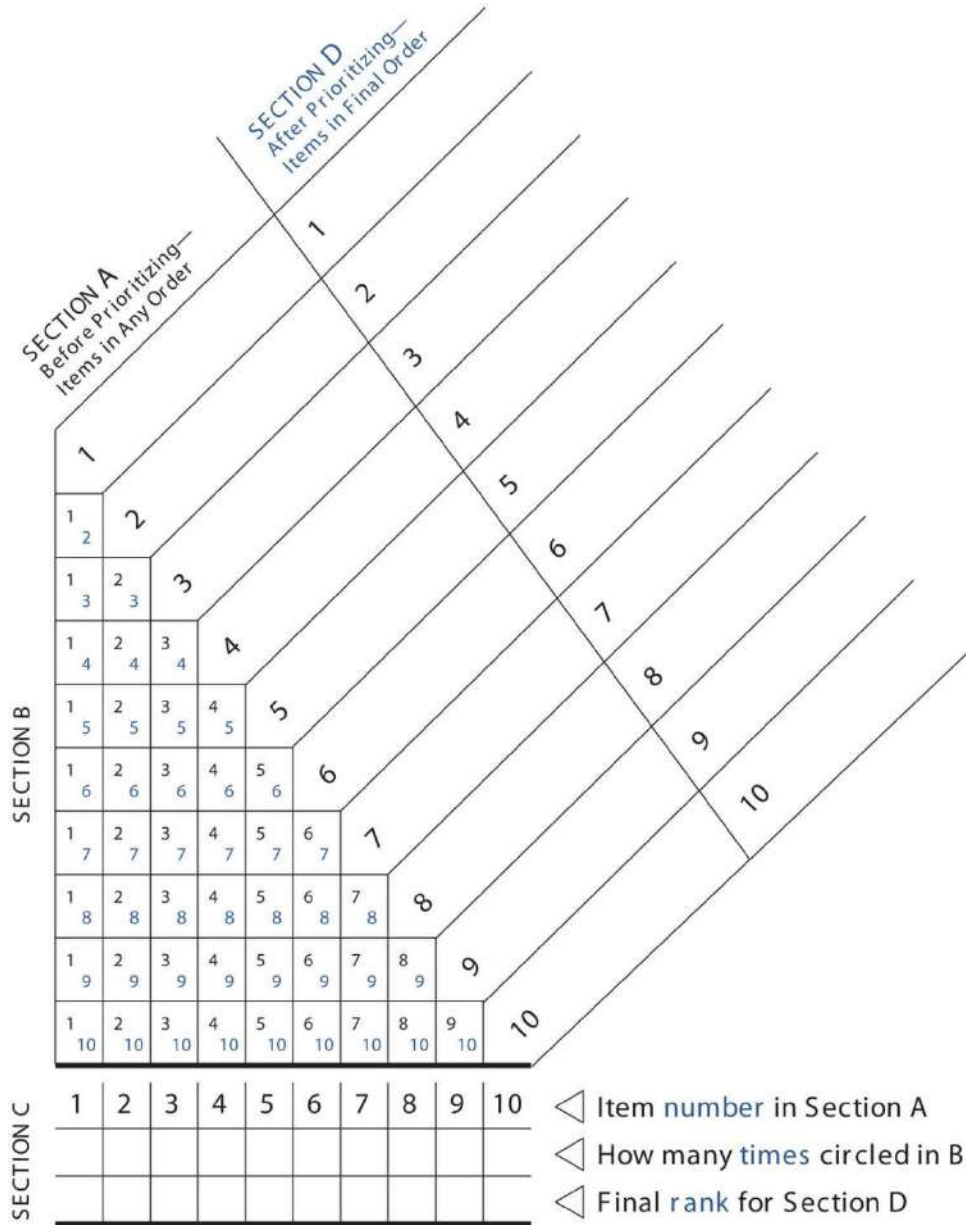 SECTION D
After Prioritizing—
Items in Final Order
SECTION A
Before Prioritizing—
Items in Any Order
1
2
3
4
5
6
7
8
9
10
SECTION B
1
1 2 2
1 3 2 3 3
1 4 2 4 3 4 4
1 5 2 5 3 5 4 5 5
1 6 2 6 3 6 4 6 5 6 6
1 7 2 7 3 7 4 7 5 7 6 7 7
1 8 2 8 3 8 4 8 5 8 6 8 7 8 8
1 9 2 9 3 9 4 9 5 9 6 9 7 9 8 9 9
1 10 2 10 3 10 4 10 5 10 6 10 7 10 8 10 9 10 10
SECTION C
1 2 3 4 5 6 7 8 9 10
Item number in Section A
How many times circled in B
Final rank for Section D